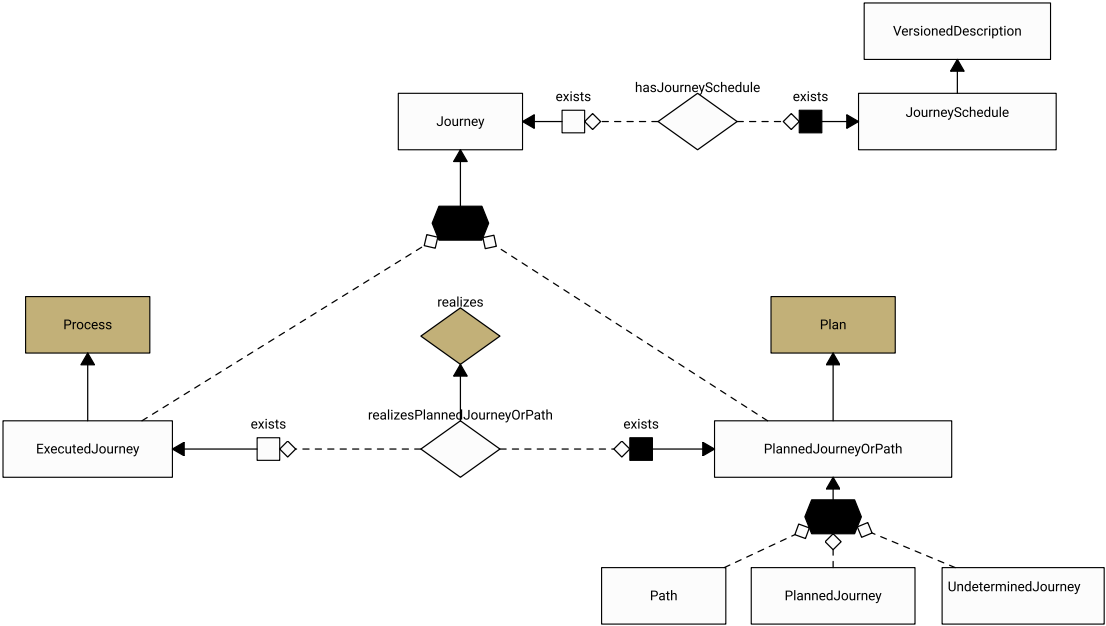 VersionedDescription
hasJourneySchedule
exists
exists
Journey
JourneySchedule
realizes
Process
Plan
realizesPlannedJourneyOrPath
exists
exists
ExecutedJourney
PlannedJourneyOrPath
Path
PlannedJourney
UndeterminedJourney